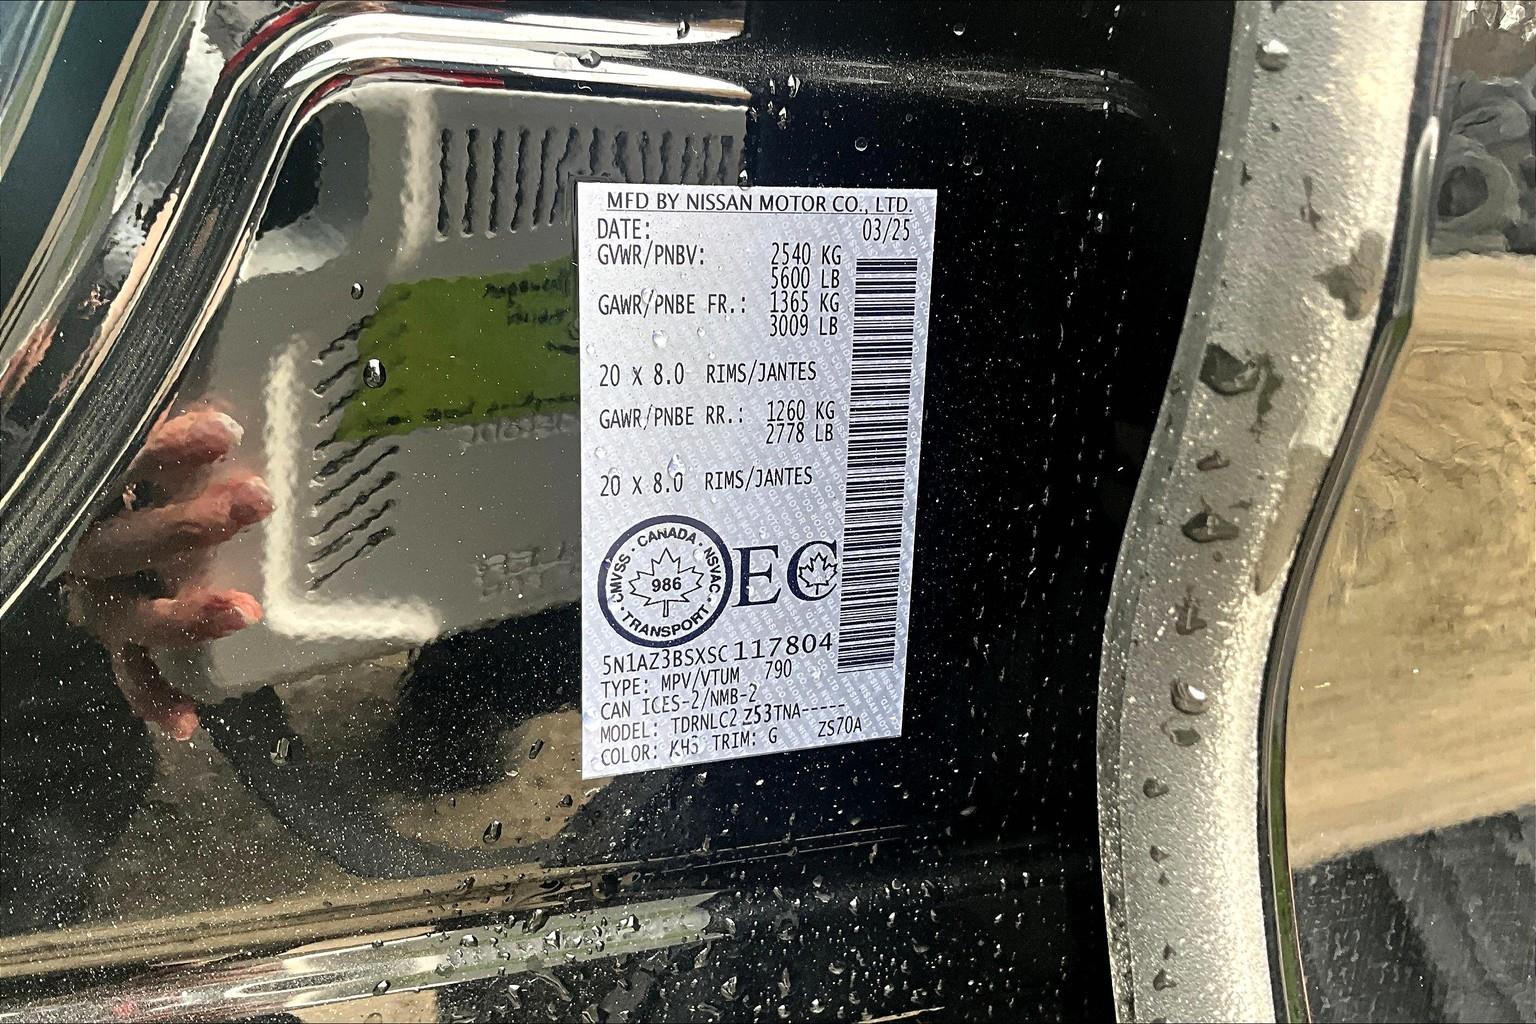 MFD BY NISSAN MOTOR CO., LTD.
DATE: 03/25
GVWR/PNBV: 2540 KG
5600 LB
GAWR/PNBE FR.: 1365 KG
3009 LB
20 X 8.0 RIMS/JANTES
GAWR/PNBE RR.: 1260 KG
2778 LB
20 X 8.0 RIMS/JANTES
CMVSS · CANADA · NSVAC · TRANSPORT ·
986
EC
5N1AZ3BSXSC117804
TYPE: MPV/VTUM 790
CAN ICES-2/NMB-2
MODEL: TDRNLC2 Z53TNA-----
COLOR: KH3 TRIM: G ZS70A